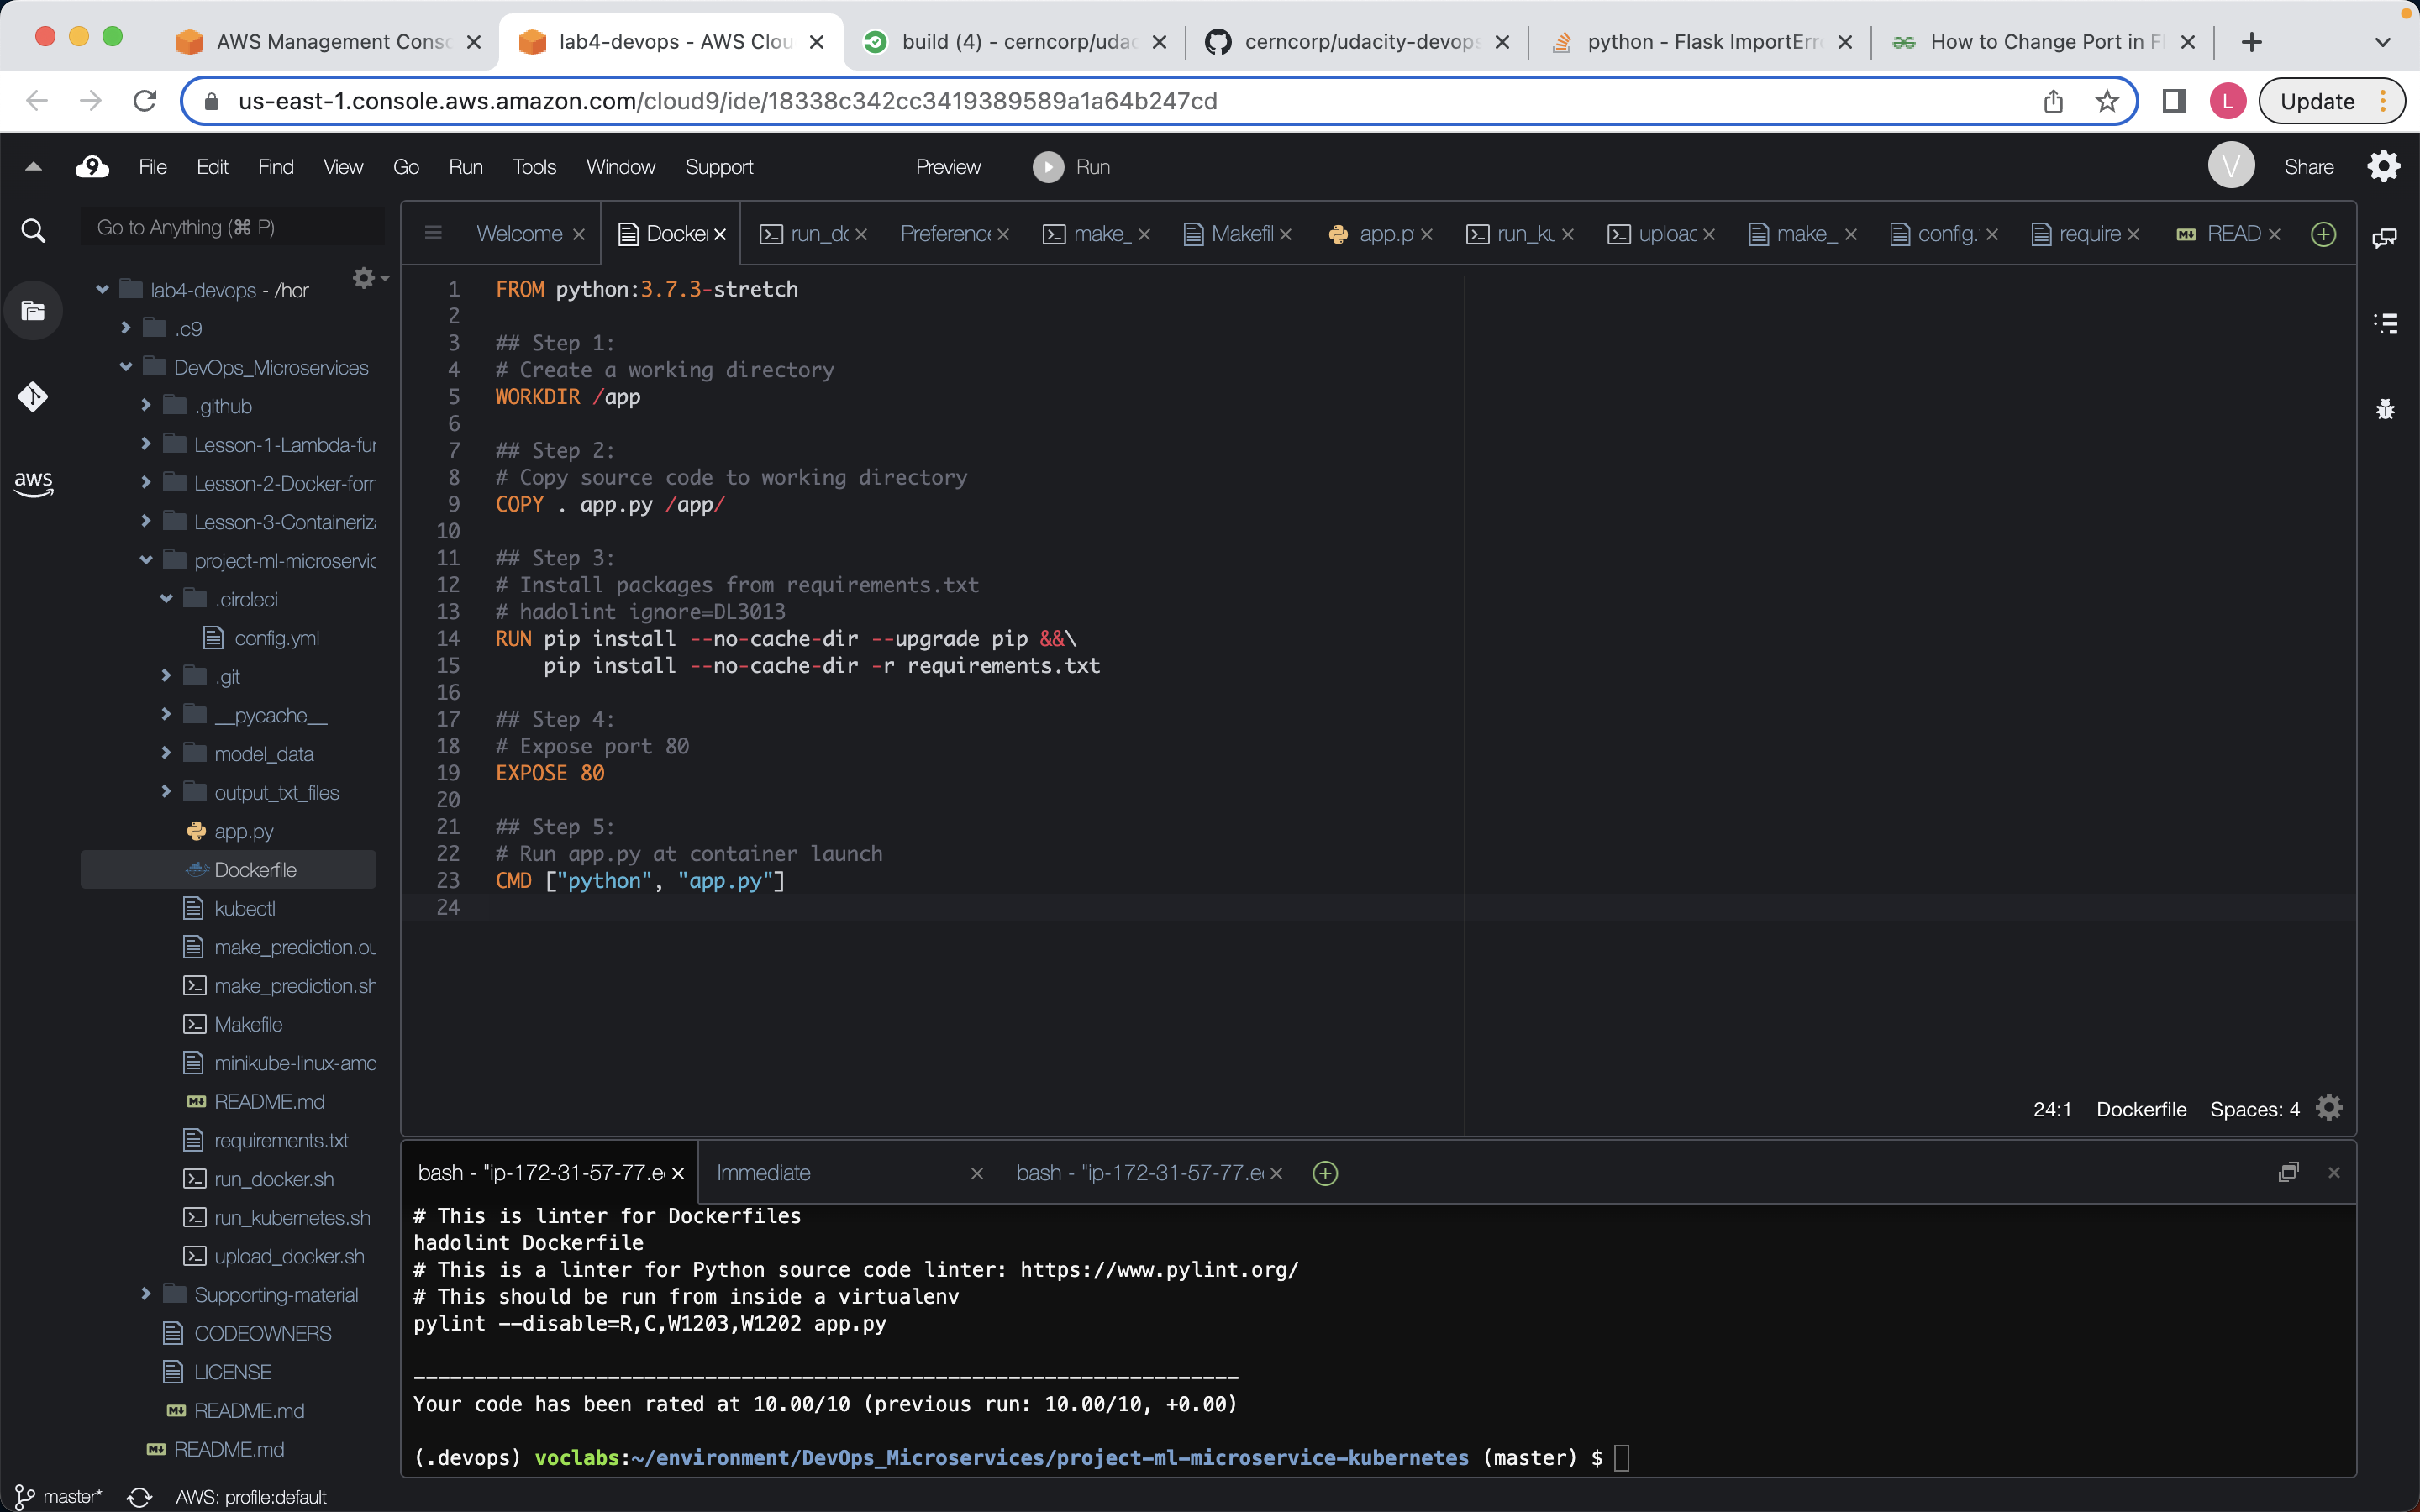 AWS Management Consc
lab4-devops - AWS Clou
build (4) - cerncorp/udac
cerncorp/udacity-devops
python - Flask ImportErro
How to Change Port in Fl
us-east-1.console.aws.amazon.com/cloud9/ide/18338c342cc3419389589a1a64b247cd
L
Update
9
File Edit Find View Go Run Tools Window Support
Preview
Run
V
Share
Go to Anything (⌘ P)
Welcome
Docker
run_do
Preference
make_
Makefil
app.p
run_ku
upload
make_
config.
require
READ
lab4-devops - /hor
.c9
DevOps_Microservices
.github
Lesson-1-Lambda-fun
Lesson-2-Docker-form
Lesson-3-Containeriza
project-ml-microservic
.circleci
config.yml
.git
__pycache__
model_data
output_txt_files
app.py
Dockerfile
kubectl
make_prediction.ou
make_prediction.sh
Makefile
minikube-linux-amd
README.md
requirements.txt
run_docker.sh
run_kubernetes.sh
upload_docker.sh
Supporting-material
CODEOWNERS
LICENSE
README.md
README.md
aws
1 FROM python:3.7.3-stretch
2
3 ## Step 1:
4 # Create a working directory
5 WORKDIR /app
6
7 ## Step 2:
8 # Copy source code to working directory
9 COPY . app.py /app/
10
11 ## Step 3:
12 # Install packages from requirements.txt
13 # hadolint ignore=DL3013
14 RUN pip install --no-cache-dir --upgrade pip &&\
15 pip install --no-cache-dir -r requirements.txt
16
17 ## Step 4:
18 # Expose port 80
19 EXPOSE 80
20
21 ## Step 5:
22 # Run app.py at container launch
23 CMD ["python", "app.py"]
24
24:1 Dockerfile Spaces: 4
bash - "ip-172-31-57-77.ec
Immediate
bash - "ip-172-31-57-77.ec
# This is linter for Dockerfiles
hadolint Dockerfile
# This is a linter for Python source code linter: https://www.pylint.org/
# This should be run from inside a virtualenv
pylint --disable=R,C,W1203,W1202 app.py
--------------------------------------------------------------------
Your code has been rated at 10.00/10 (previous run: 10.00/10, +0.00)
(.devops) voclabs:~/environment/DevOps_Microservices/project-ml-microservice-kubernetes (master) $
master*
AWS: profile:default